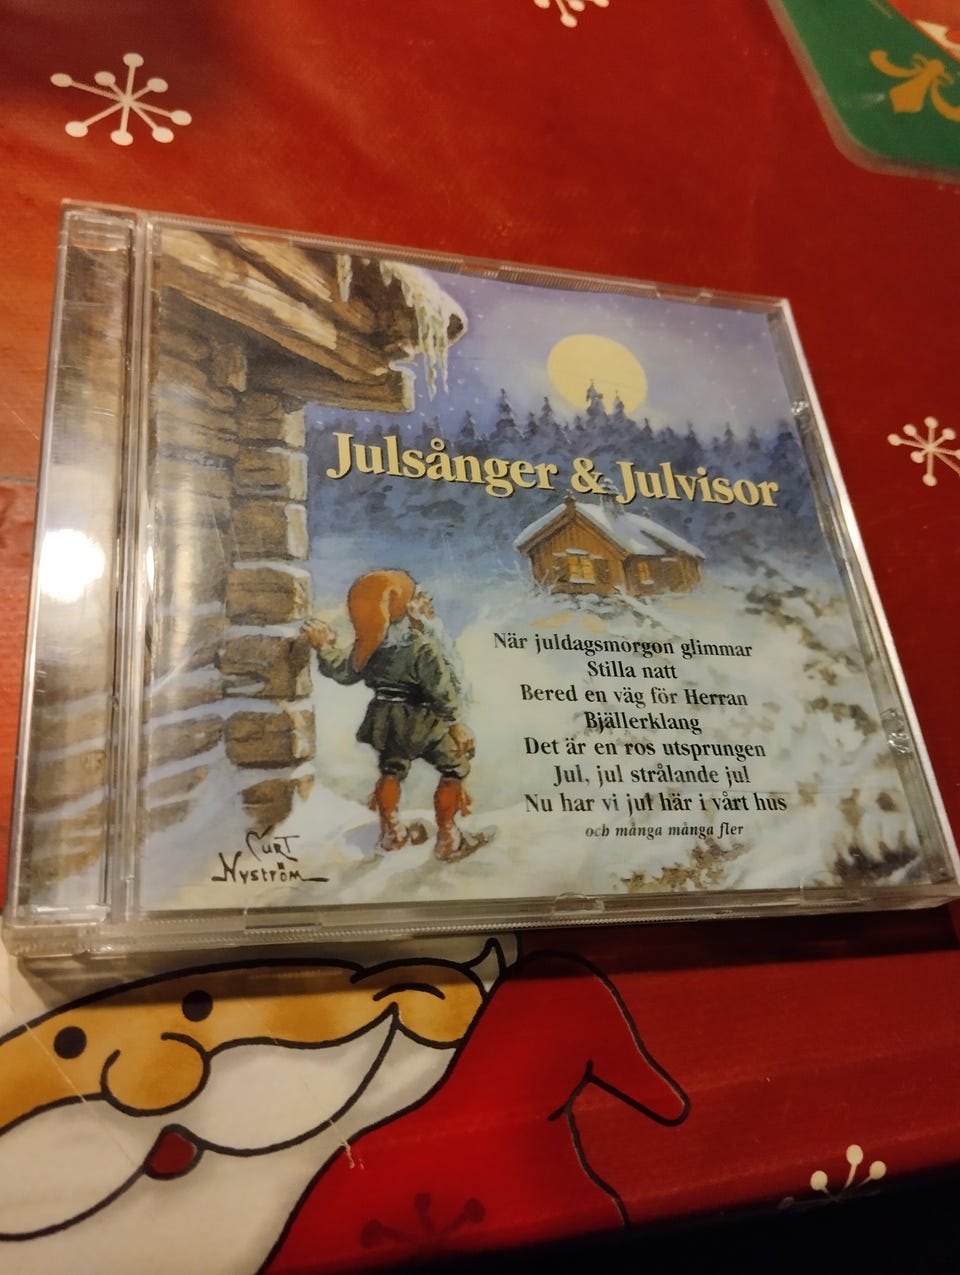 Julsånger & Julvisor
När juldagsmorgon glimmar
Stilla natt
Bered en väg för Herran
Bjällerklang
Det är en ros utsprungen
Jul, jul strålande jul
Nu har vi jul här i vårt hus
och många många fler
CURT
NYSTRÖM